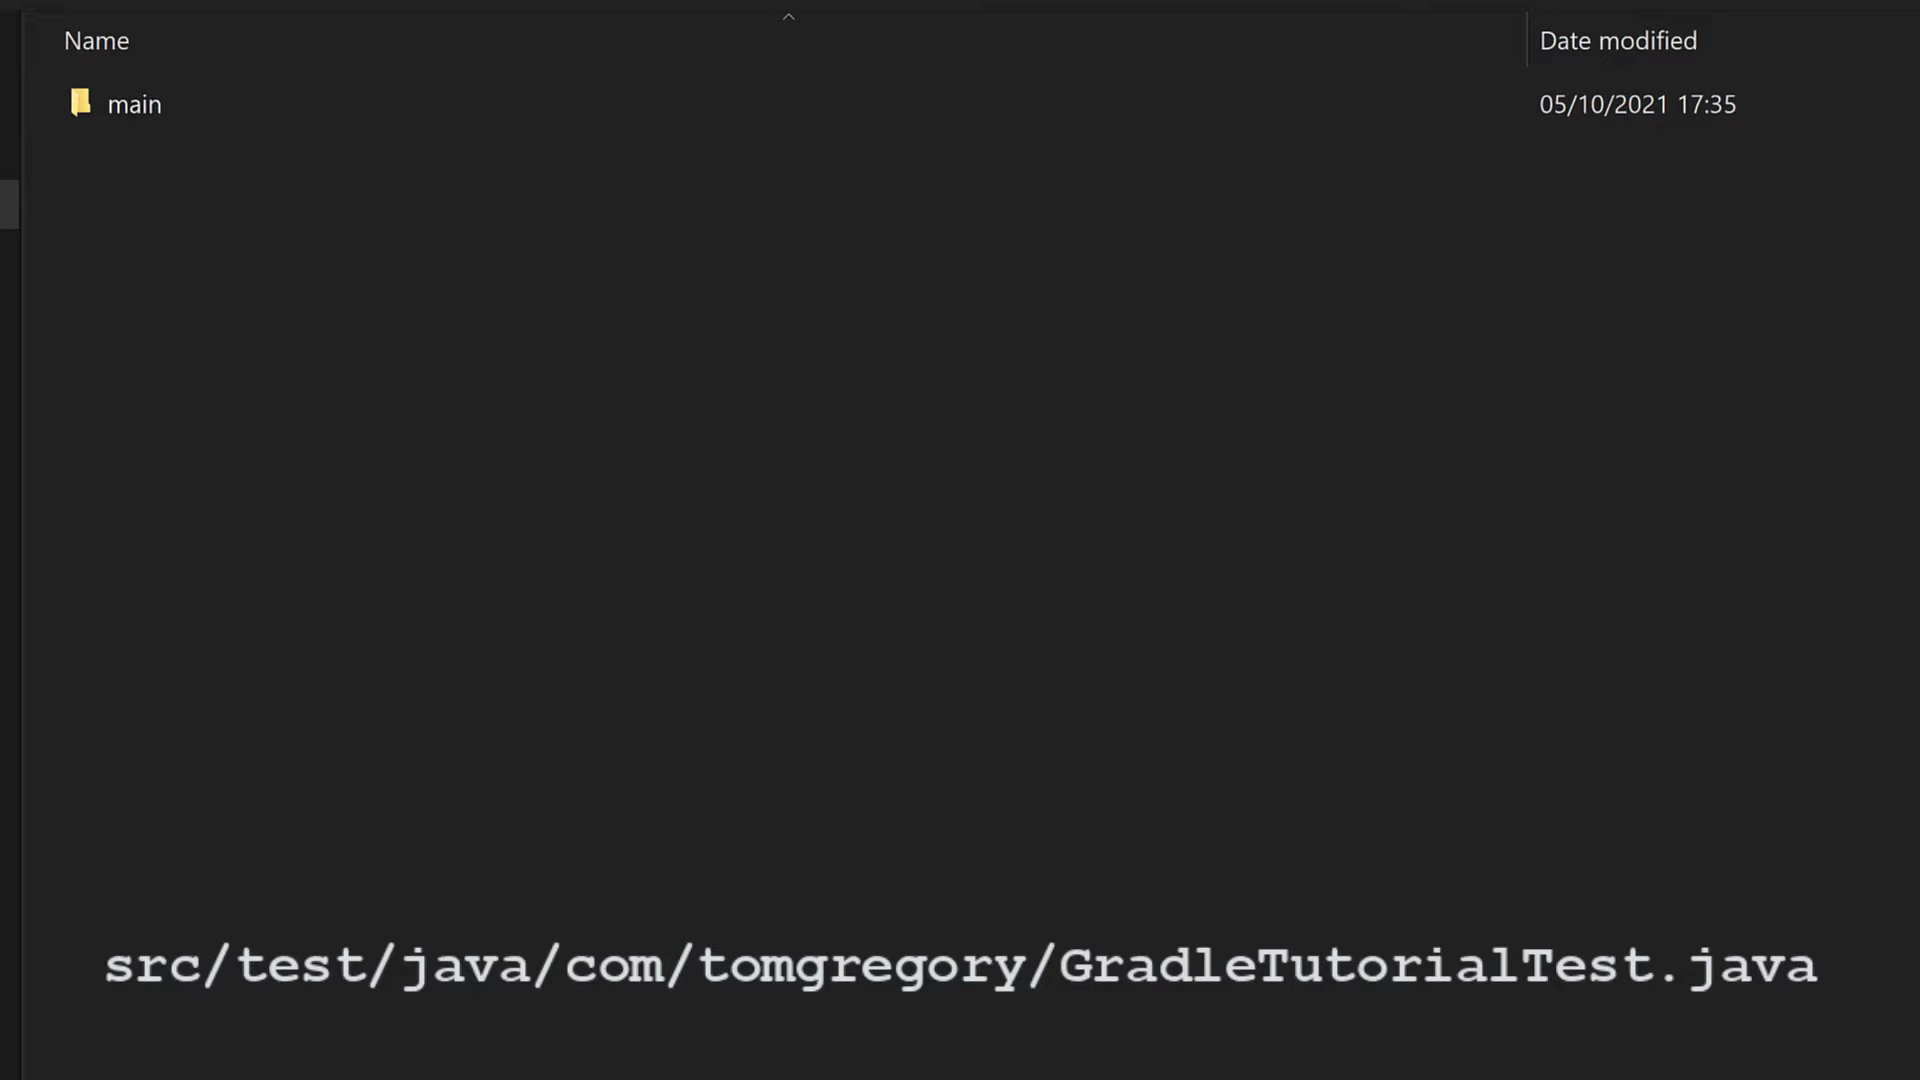 Name Date modified
main 05/10/2021 17:35
src/test/java/com/tomgregory/GradleTutorialTest.java